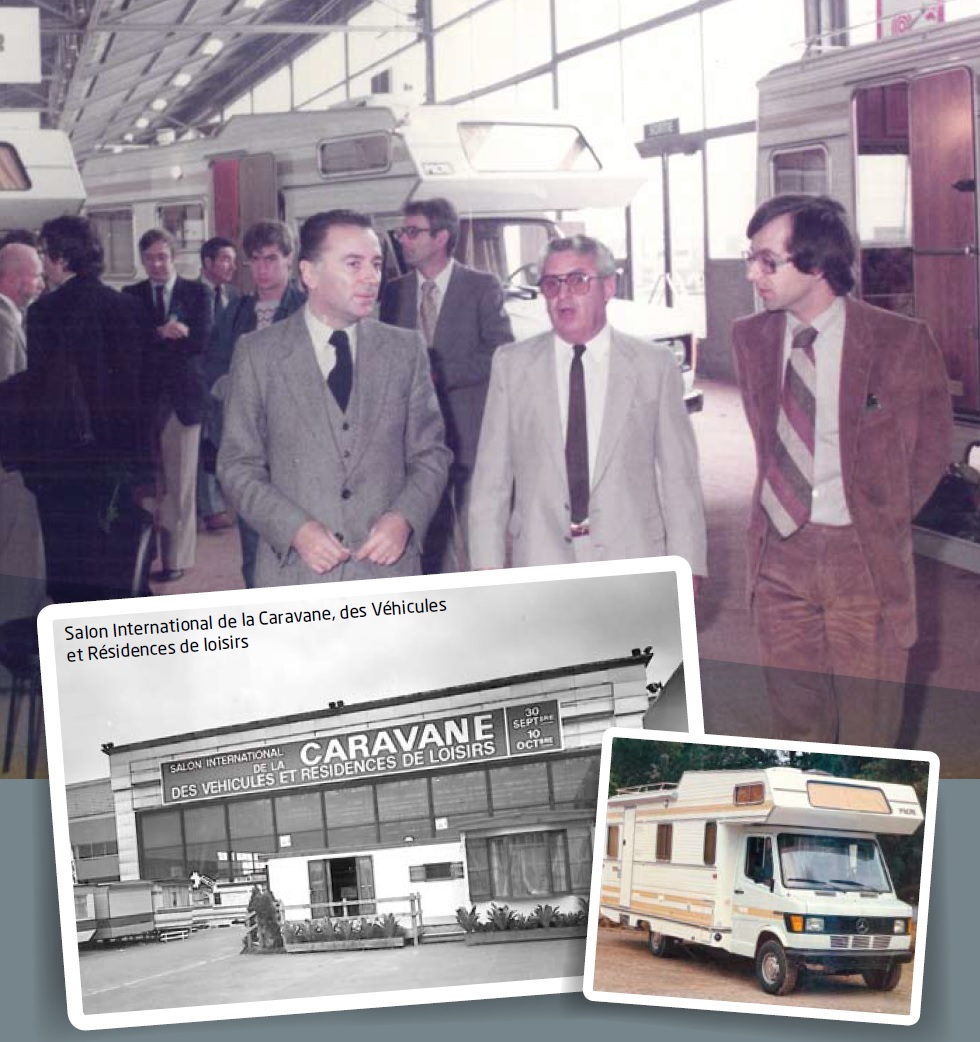 SORTIE
Salon International de la Caravane, des Véhicules
et Résidences de loisirs
SALON INTERNATIONAL
DE LA
CARAVANE
DES VEHICULES ET RESIDENCES DE LOISIRS
30
SEPTBRE
10
OCTBRE